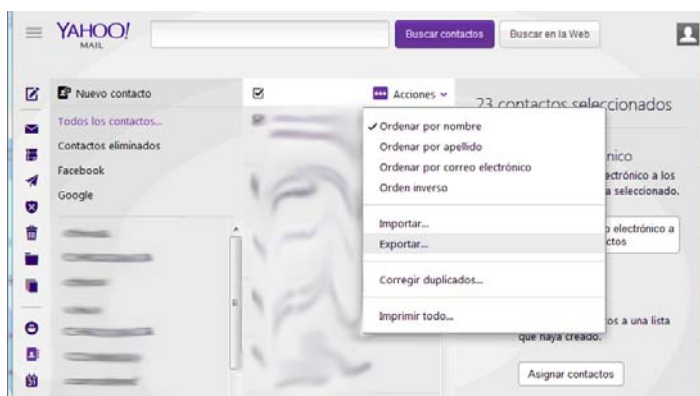 YAHOO!
MAIL
Buscar contactos
Buscar en la Web
Nuevo contacto
Acciones
23 contactos seleccionados
Todos los contactos...
Contactos eliminados
Facebook
Google
Ordenar por nombre
Ordenar por apellido
Ordenar por correo electrónico
Orden inverso
Importar...
Exportar...
Corregir duplicados...
Imprimir todo...
nico
ectrónico a los
a seleccionado.
o electrónico a
ctos
os a una lista
que haya creado.
Asignar contactos